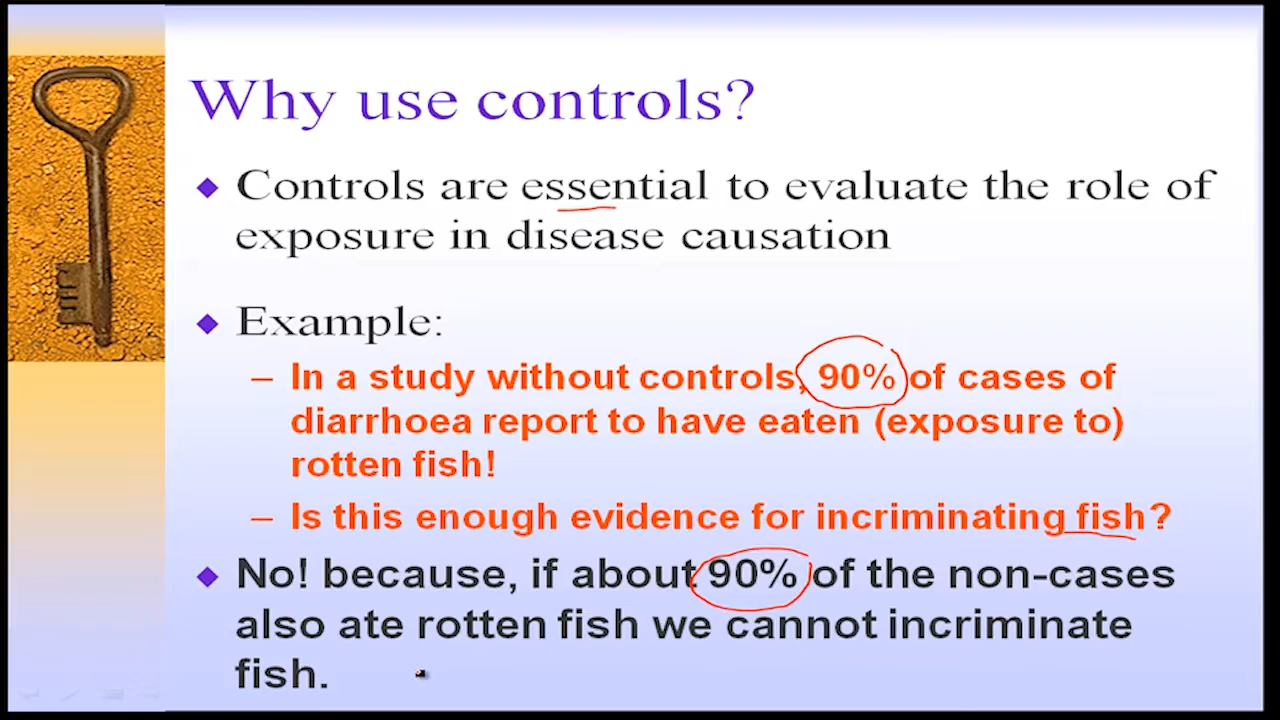 Why use controls?
Controls are essential to evaluate the role of
exposure in disease causation
Example:
– In a study without controls, 90% of cases of
diarrhoea report to have eaten (exposure to)
rotten fish!
– Is this enough evidence for incriminating fish?
No! because, if about 90% of the non-cases
also ate rotten fish we cannot incriminate
fish.